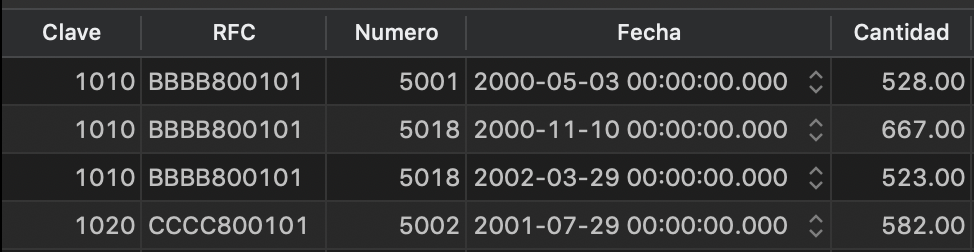 Clave RFC Numero Fecha Cantidad
1010 BBBB800101 5001 2000-05-03 00:00:00.000 528.00
1010 BBBB800101 5018 2000-11-10 00:00:00.000 667.00
1010 BBBB800101 5018 2002-03-29 00:00:00.000 523.00
1020 CCCC800101 5002 2001-07-29 00:00:00.000 582.00